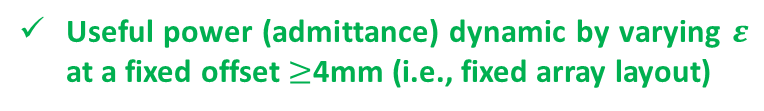 ✓ Useful power (admittance) dynamic by varying ε
at a fixed offset ≥4mm (i.e., fixed array layout)